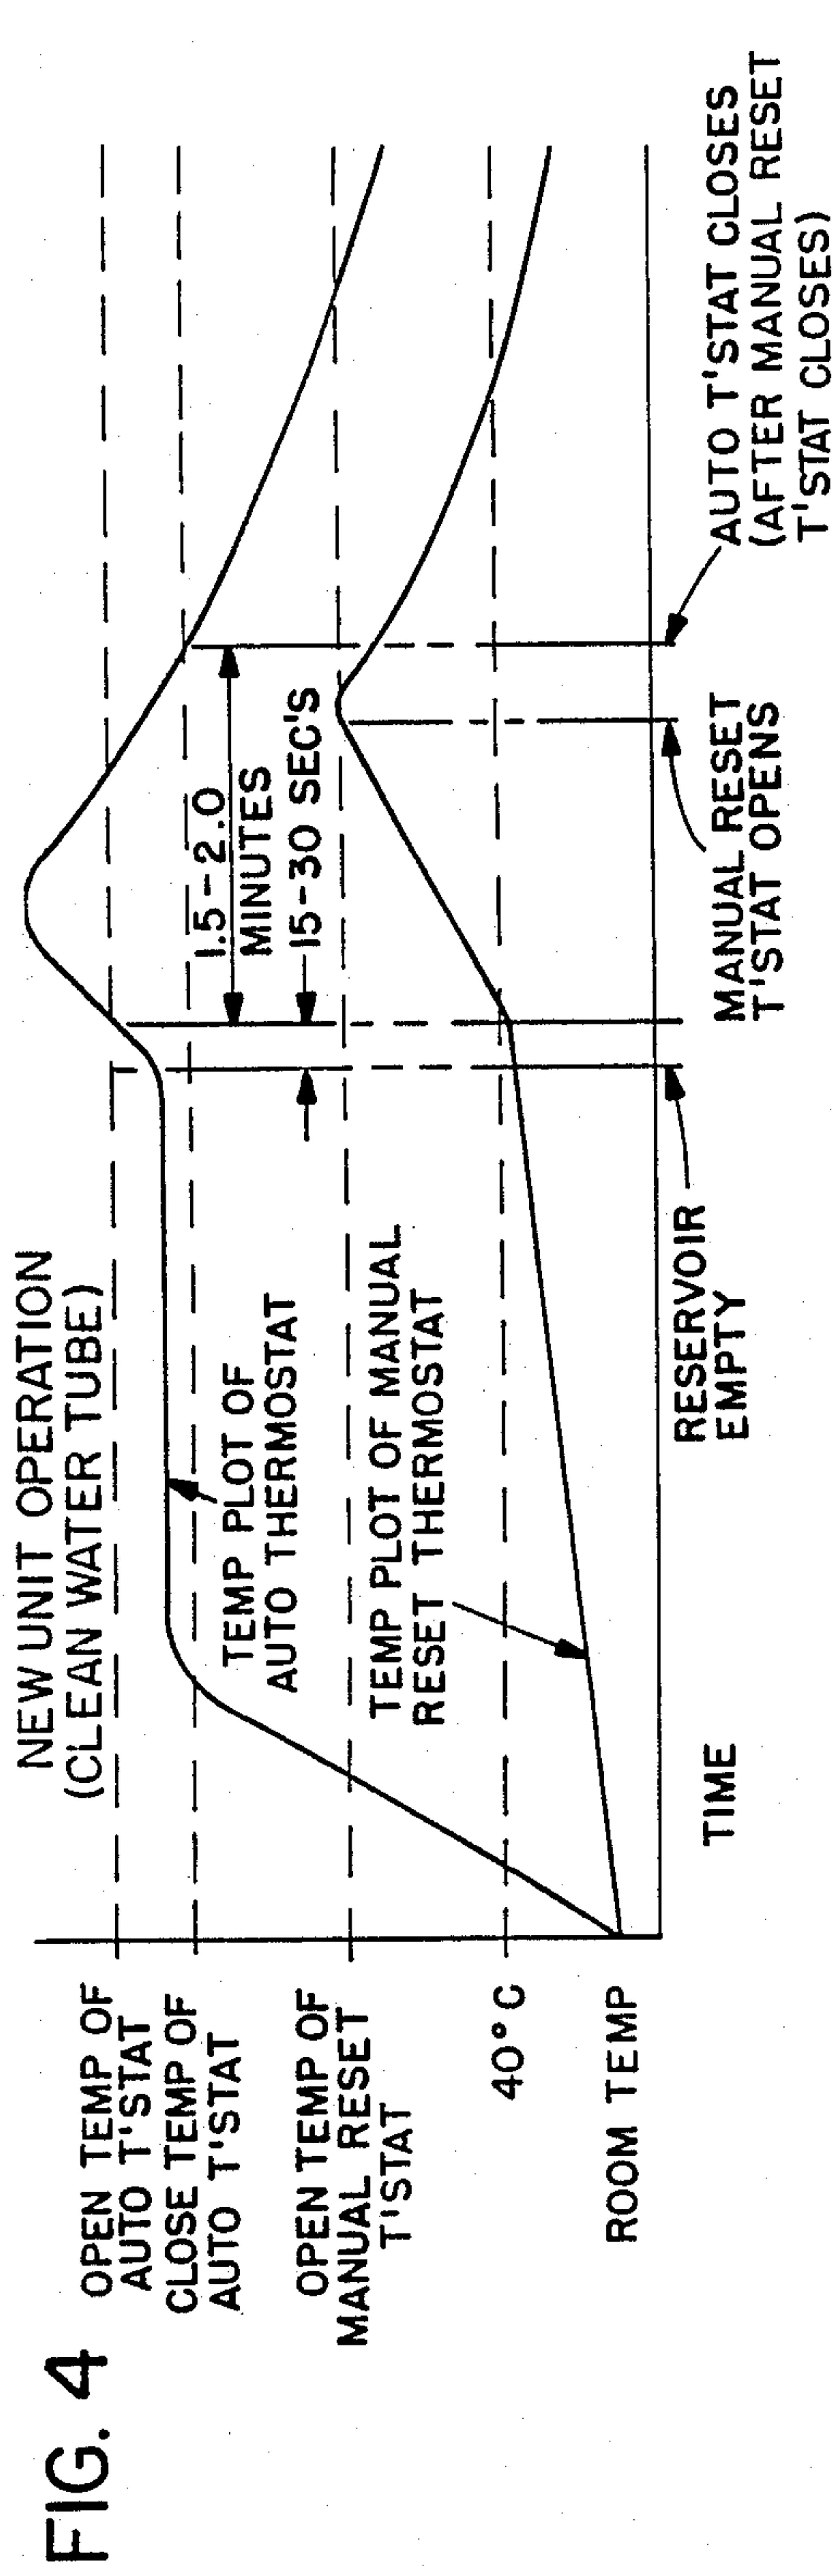 FIG. 4
NEW UNIT OPERATION
(CLEAN WATER TUBE)
OPEN TEMP OF
AUTO T'STAT
CLOSE TEMP OF
AUTO T'STAT
OPEN TEMP OF
MANUAL RESET
T'STAT
40°C
ROOM TEMP
TEMP PLOT OF
AUTO THERMOSTAT
TEMP PLOT OF MANUAL
RESET THERMOSTAT
1.5-2.0
MINUTES
15-30 SEC'S
TIME
RESERVOIR
EMPTY
MANUAL RESET
T'STAT OPENS
AUTO T'STAT CLOSES
(AFTER MANUAL RESET
T'STAT CLOSES)